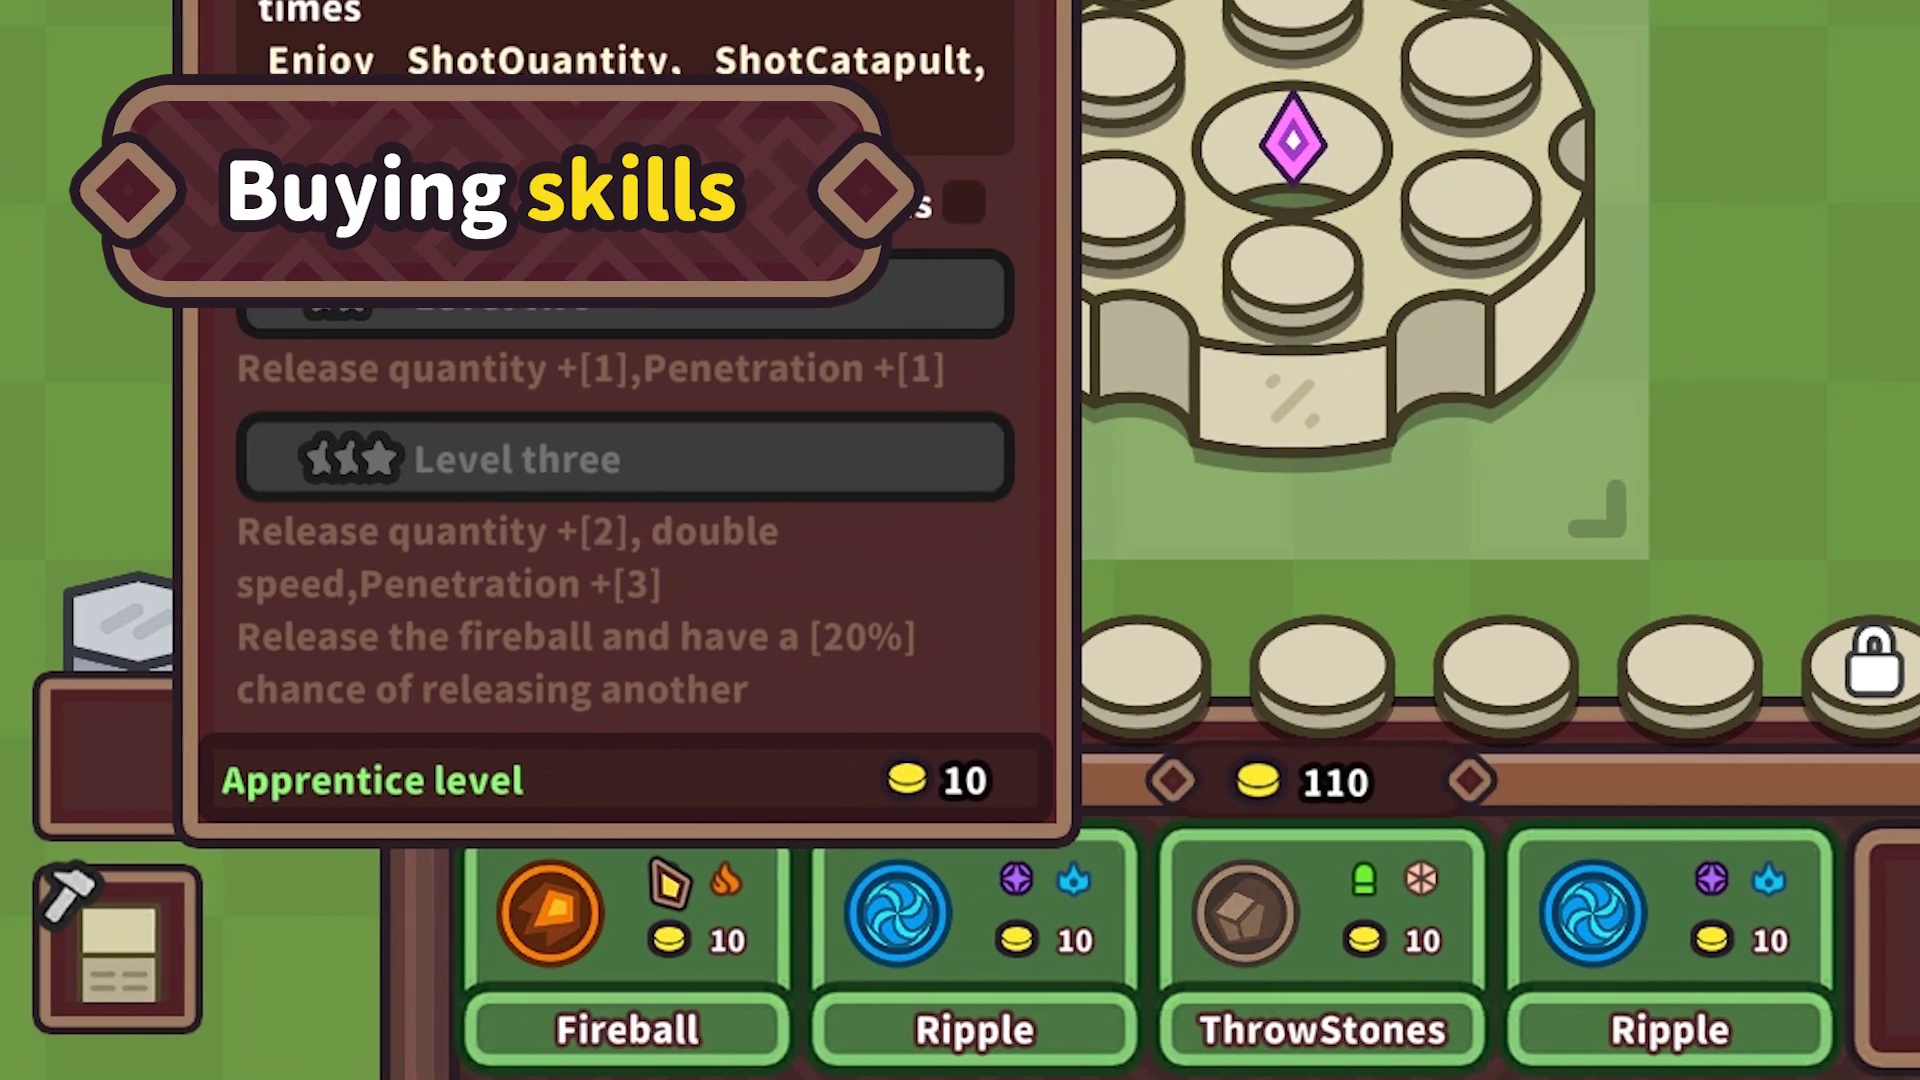 times
Enjoy ShotQuantity, ShotCatapult,
Buying skills
Release quantity +[1],Penetration +[1]
Level three
Release quantity +[2], double
speed,Penetration +[3]
Release the fireball and have a [20%]
chance of releasing another
Apprentice level
10
110
10
10
10
10
Fireball
Ripple
ThrowStones
Ripple